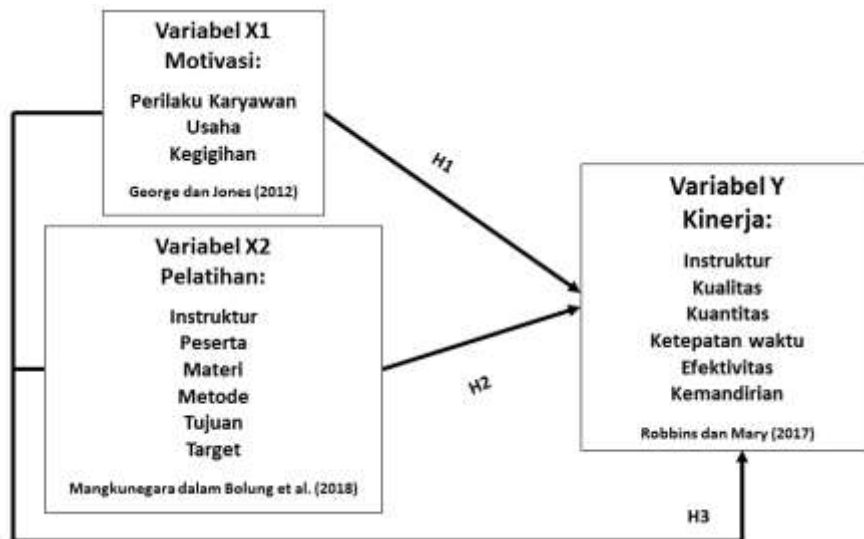 Variabel X1
Motivasi:
Perilaku Karyawan
Usaha
Kegigihan
George dan Jones (2012)
H1
Variabel X2
Pelatihan:
Instruktur
Peserta
Materi
Metode
Tujuan
Target
Mangkunegara dalam Bolung et al. (2018)
H2
Variabel Y
Kinerja:
Instruktur
Kualitas
Kuantitas
Ketepatan waktu
Efektivitas
Kemandirian
Robbins dan Mary (2017)
H3